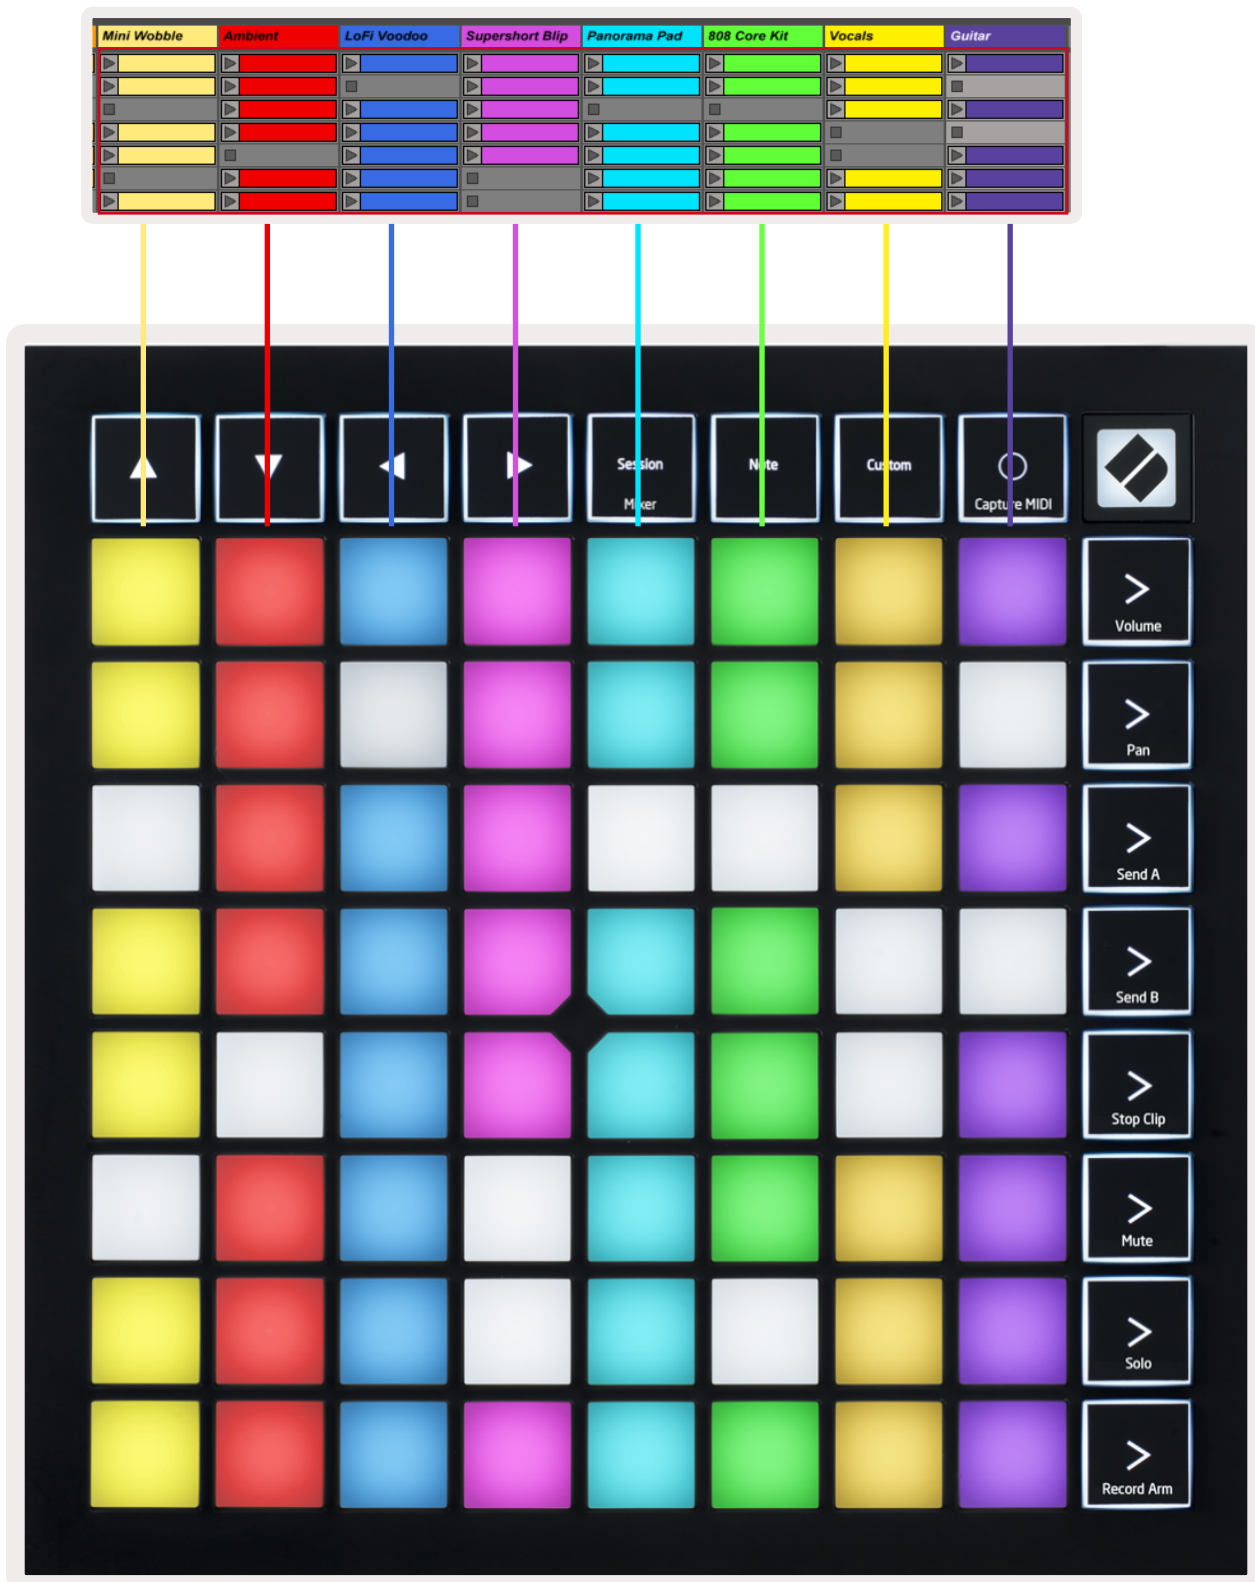 Mini Wobble
Ambient
LoFi Voodoo
Supershort Blip
Panorama Pad
808 Core Kit
Vocals
Guitar
Session
Mixer
Note
Custom
Capture MIDI
Volume
Pan
Send A
Send B
Stop Clip
Mute
Solo
Record Arm